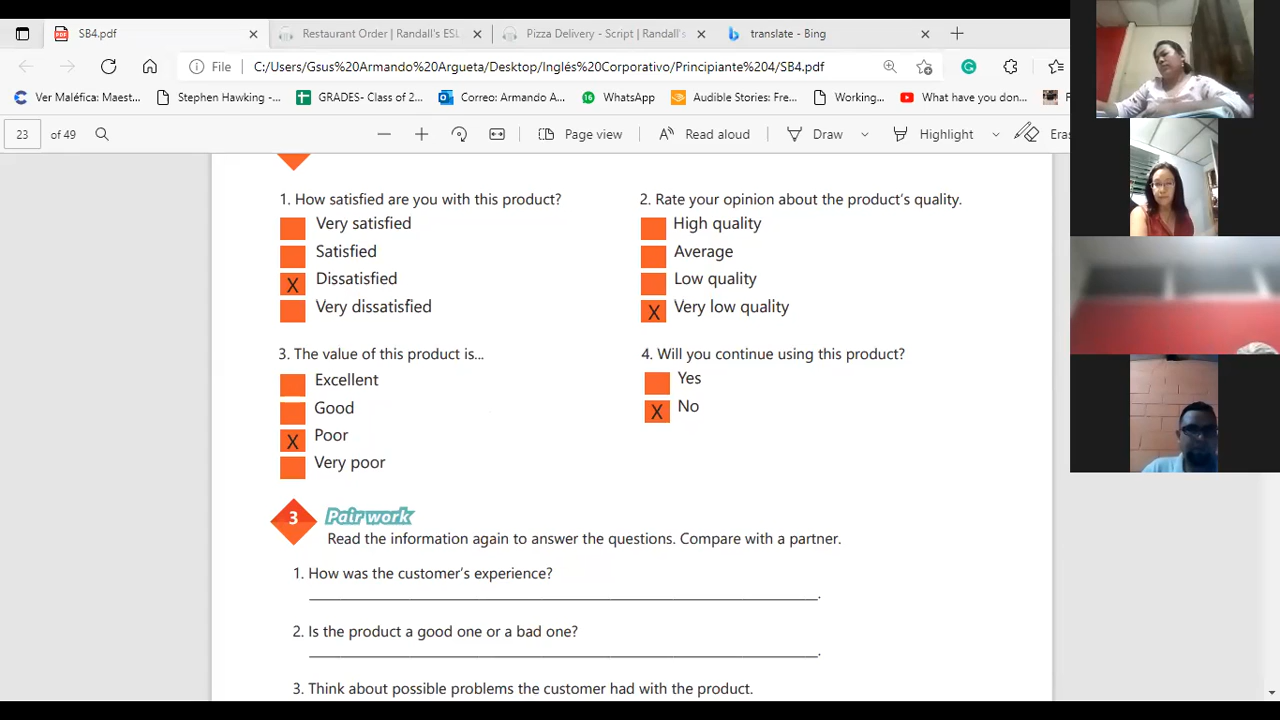 SB4.pdf
Restaurant Order | Randall's ESL
Pizza Delivery - Script | Randall's
translate - Bing
File
C:/Users/Gsus%20Armando%20Argueta/Desktop/Inglés%20Corporativo/Principiante%204/SB4.pdf
Ver Maléfica: Maest...
Stephen Hawking -...
GRADES- Class of 2...
Correo: Armando A...
16
WhatsApp
Audible Stories: Fre...
Working...
What have you don...
23
of 49
Page view
Read aloud
Draw
Highlight
Eras
1. How satisfied are you with this product?
Very satisfied
Satisfied
X Dissatisfied
Very dissatisfied
2. Rate your opinion about the product's quality.
High quality
Average
Low quality
X Very low quality
3. The value of this product is...
Excellent
Good
X Poor
Very poor
4. Will you continue using this product?
Yes
X No
3
Pair work
Read the information again to answer the questions. Compare with a partner.
1. How was the customer's experience?
2. Is the product a good one or a bad one?
3. Think about possible problems the customer had with the product.